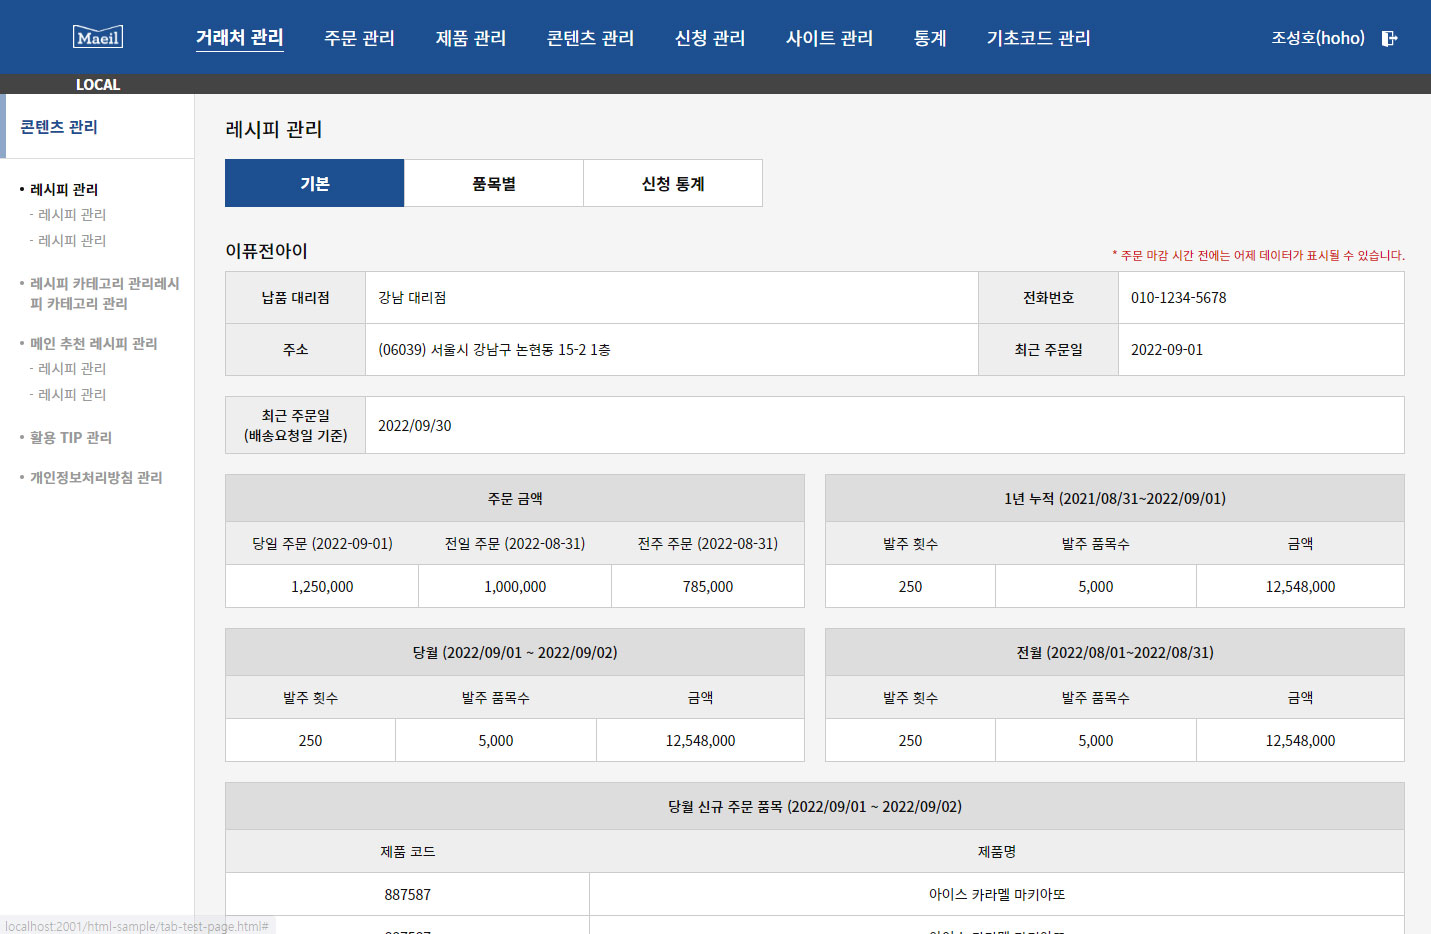 Maeil
거래처 관리 주문 관리 제품 관리 콘텐츠 관리 신청 관리 사이트 관리 통계 기초코드 관리
조성호(hoho)
LOCAL
콘텐츠 관리
• 레시피 관리
- 레시피 관리
- 레시피 관리
• 레시피 카테고리 관리레시
피 카테고리 관리
• 메인 추천 레시피 관리
- 레시피 관리
- 레시피 관리
• 활용 TIP 관리
• 개인정보처리방침 관리
레시피 관리
기본 품목별 신청 통계
이퓨전아이
* 주문 마감 시간 전에는 어제 데이터가 표시될 수 있습니다.
납품 대리점 강남 대리점 전화번호 010-1234-5678
주소 (06039) 서울시 강남구 논현동 15-2 1층 최근 주문일 2022-09-01
최근 주문일
(배송요청일 기준)
2022/09/30
주문 금액
당일 주문 (2022-09-01) 전일 주문 (2022-08-31) 전주 주문 (2022-08-31)
1,250,000 1,000,000 785,000
1년 누적 (2021/08/31~2022/09/01)
발주 횟수 발주 품목수 금액
250 5,000 12,548,000
당월 (2022/09/01 ~ 2022/09/02)
발주 횟수 발주 품목수 금액
250 5,000 12,548,000
전월 (2022/08/01~2022/08/31)
발주 횟수 발주 품목수 금액
250 5,000 12,548,000
당월 신규 주문 품목 (2022/09/01 ~ 2022/09/02)
제품 코드 제품명
887587 아이스 카라멜 마키아또
localhost:2001/html-sample/tab-test-page.html#